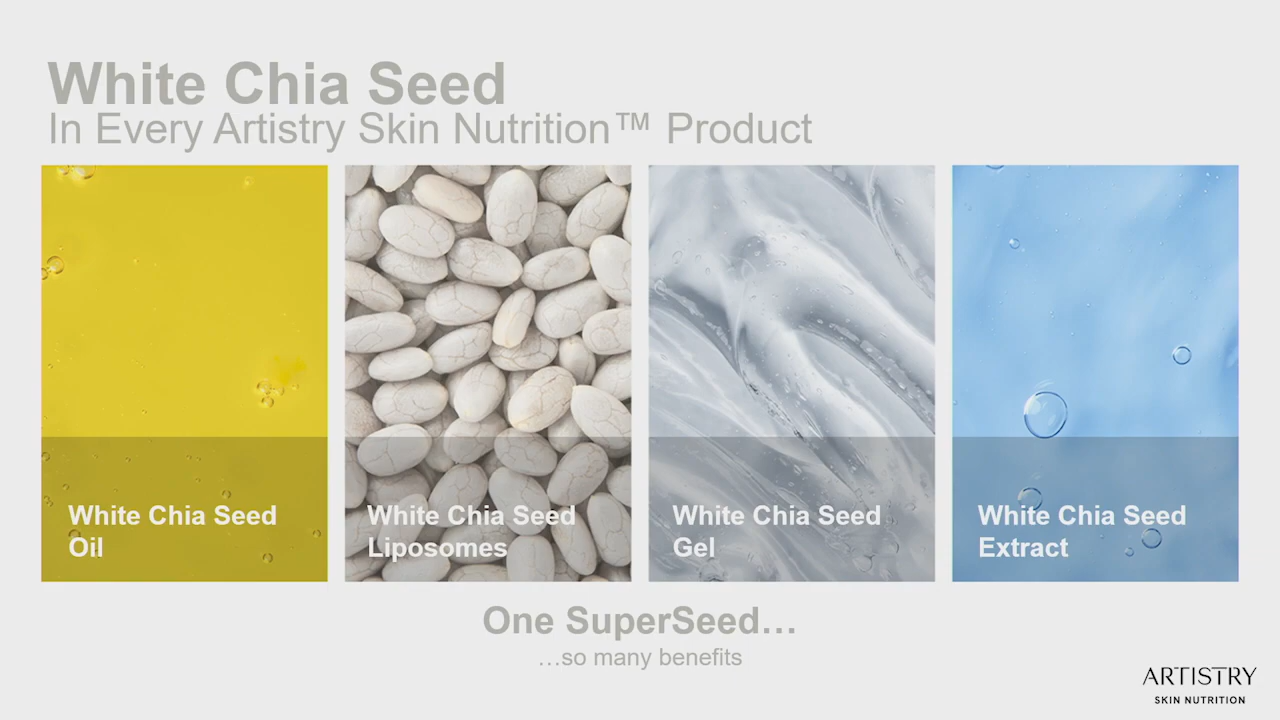 White Chia Seed
In Every Artistry Skin Nutrition™ Product
White Chia Seed
Oil
White Chia Seed
Liposomes
White Chia Seed
Gel
White Chia Seed
Extract
One SuperSeed…
…so many benefits
ARTISTRY
SKIN NUTRITION